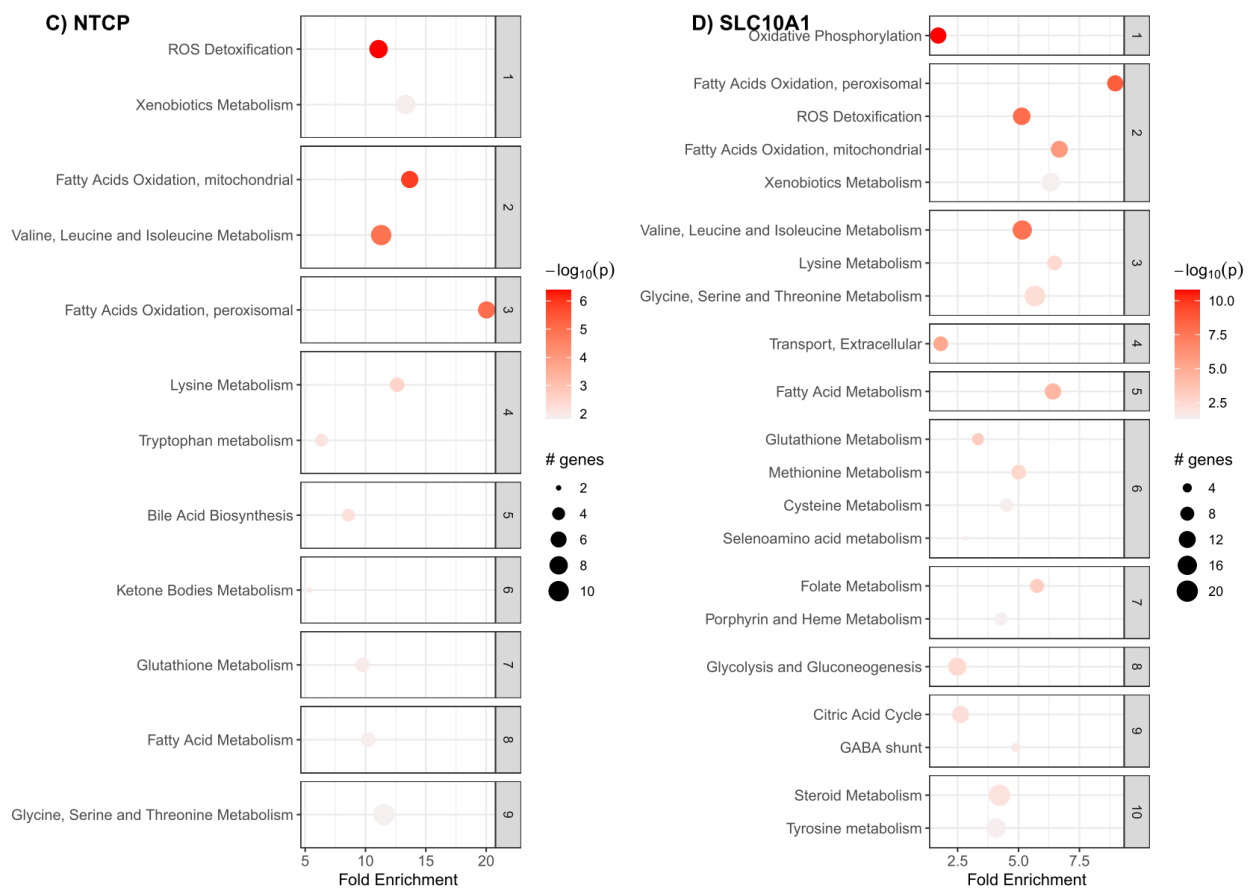 C) NTCP
ROS Detoxification
Xenobiotics Metabolism
1
Fatty Acids Oxidation, mitochondrial
Valine, Leucine and Isoleucine Metabolism
2
Fatty Acids Oxidation, peroxisomal
3
Lysine Metabolism
Tryptophan metabolism
4
Bile Acid Biosynthesis
5
Ketone Bodies Metabolism
6
Glutathione Metabolism
7
Fatty Acid Metabolism
8
Glycine, Serine and Threonine Metabolism
9
5 10 15 20
Fold Enrichment
−log10(p)
6
5
4
3
2
# genes
2
4
6
8
10
D) SLC10A1
Oxidative Phosphorylation
1
Fatty Acids Oxidation, peroxisomal
ROS Detoxification
Fatty Acids Oxidation, mitochondrial
Xenobiotics Metabolism
2
Valine, Leucine and Isoleucine Metabolism
Lysine Metabolism
Glycine, Serine and Threonine Metabolism
3
Transport, Extracellular
4
Fatty Acid Metabolism
5
Glutathione Metabolism
Methionine Metabolism
Cysteine Metabolism
Selenoamino acid metabolism
6
Folate Metabolism
Porphyrin and Heme Metabolism
7
Glycolysis and Gluconeogenesis
8
Citric Acid Cycle
GABA shunt
9
Steroid Metabolism
Tyrosine metabolism
10
2.5 5.0 7.5
Fold Enrichment
−log10(p)
10.0
7.5
5.0
2.5
# genes
4
8
12
16
20